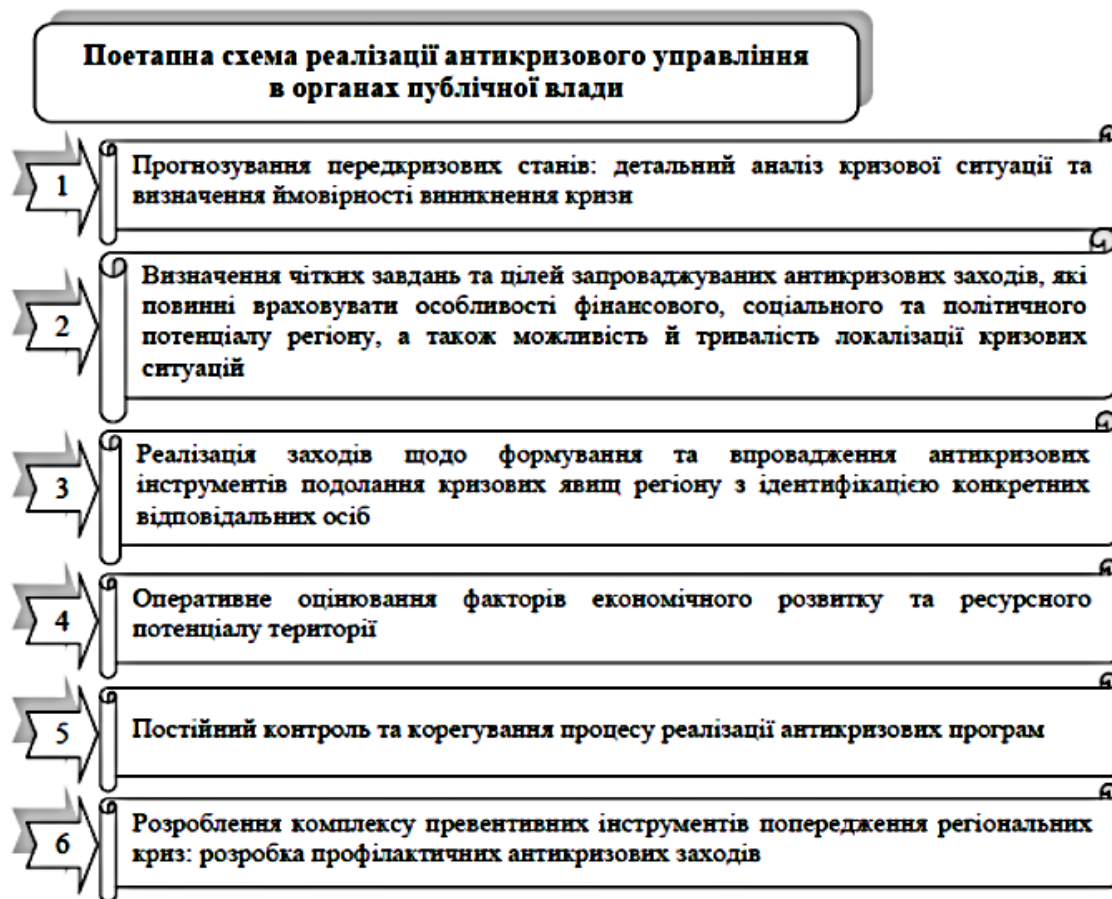 Поетапна схема реалізації антикризового управління
в органах публічної влади
1
Прогнозування передкризових станів: детальний аналіз кризової ситуації та
визначення ймовірності виникнення кризи
2
Визначення чітких завдань та цілей запроваджуваних антикризових заходів, які
повинні враховувати особливості фінансового, соціального та політичного
потенціалу регіону, а також можливість й тривалість локалізації кризових
ситуацій
3
Реалізація заходів щодо формування та впровадження антикризових
інструментів подолання кризових явищ регіону з ідентифікацією конкретних
відповідальних осіб
4
Оперативне оцінювання факторів економічного розвитку та ресурсного
потенціалу території
5
Постійний контроль та корегування процесу реалізації антикризових програм
6
Розроблення комплексу превентивних інструментів попередження регіональних
криз: розробка профілактичних антикризових заходів